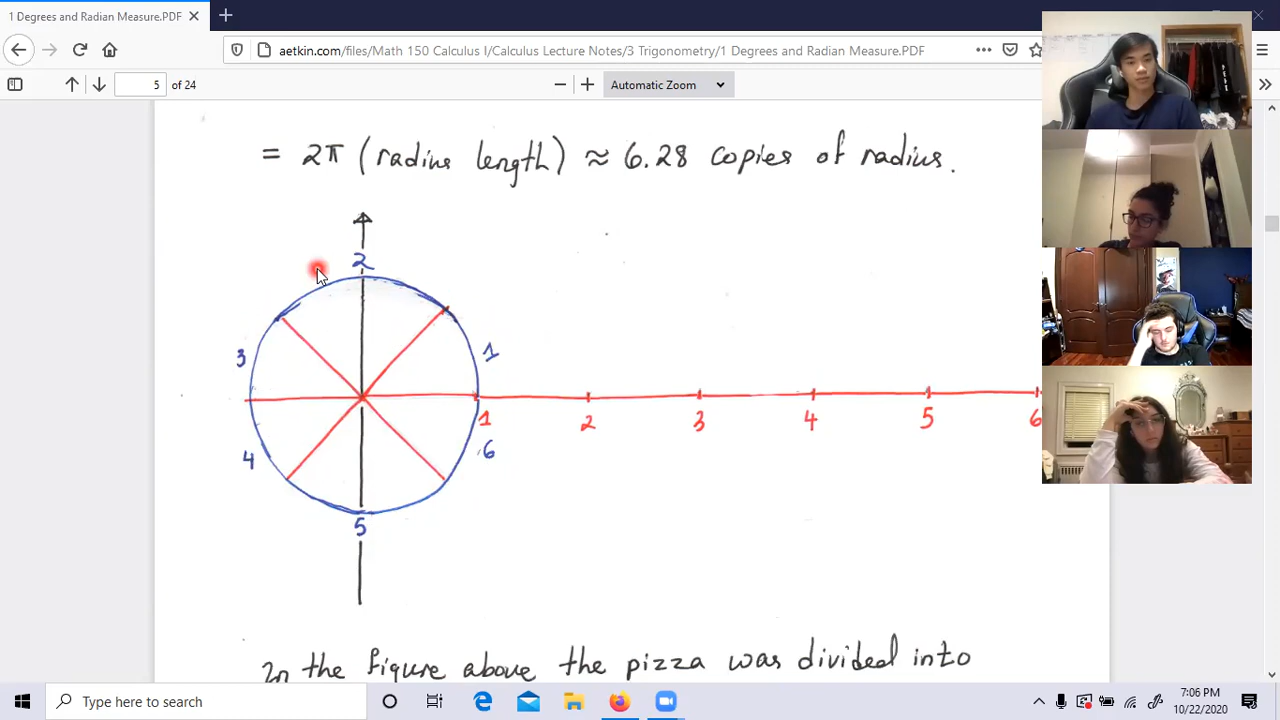 1 Degrees and Radian Measure.PDF
aetkin.com/
Math 150 Calculus
Lecture Notes/3 Trigonometry/1 Degrees and Radian Measure.PDF
5 of 24
Automatic Zoom
= 2π (radius length) ≈ 6.28 copies of radius.
2
3
1
1 2 3 4 5 6
4
6
5
In the figure above the pizza was divided into
Type here to search
7:06 PM
10/22/2020